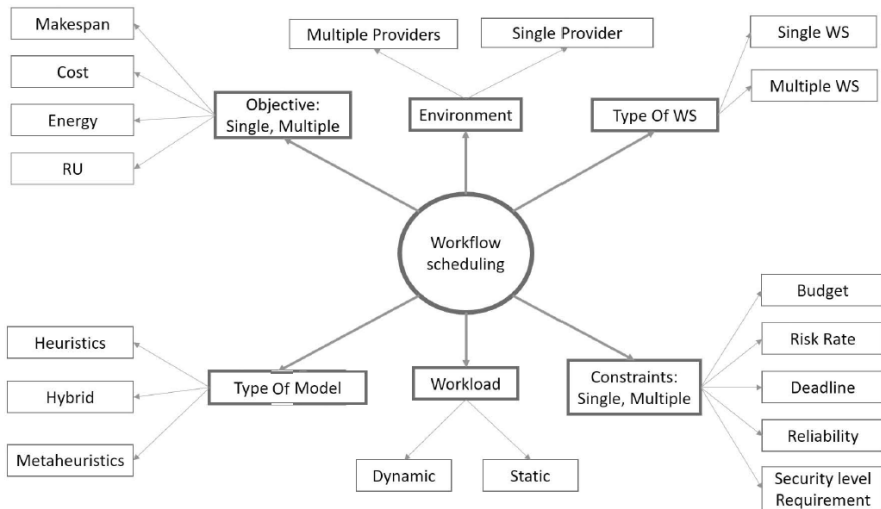 Makespan
Cost
Energy
RU
Objective:
Single, Multiple
Multiple Providers
Single Provider
Environment
Single WS
Multiple WS
Type Of WS
Workflow
scheduling
Heuristics
Hybrid
Metaheuristics
Type Of Model
Workload
Dynamic
Static
Constraints:
Single, Multiple
Budget
Risk Rate
Deadline
Reliability
Security level
Requirement